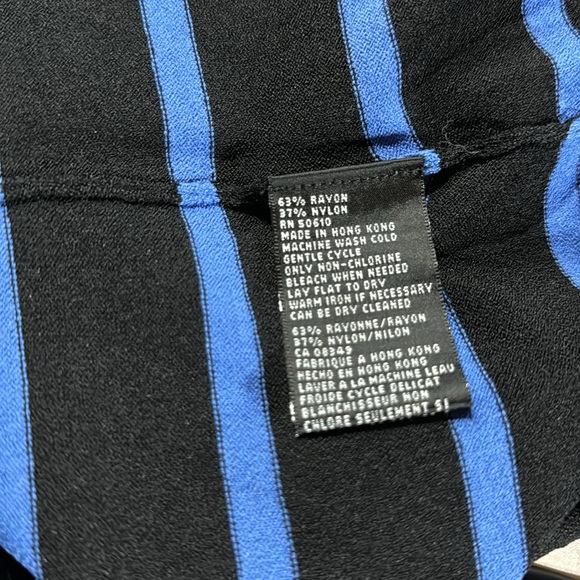 63% RAYON
37% NYLON
RN 50610
MADE IN HONG KONG
MACHINE WASH COLD
GENTLE CYCLE
ONLY NON-CHLORINE
BLEACH WHEN NEEDED
LAY FLAT TO DRY
WARM IRON IF NECESSARY
CAN BE DRY CLEANED
63% RAYONNE/RAYON
37% NYLON/NILON
CA 08349
FABRIQUE A HONG KONG
HECHO EN HONG KONG
LAVER A LA MACHINE LEAU
FROIDE CYCLE DELICAT
BLANCHISSEUR NON
CHLORE SEULEMENT SI